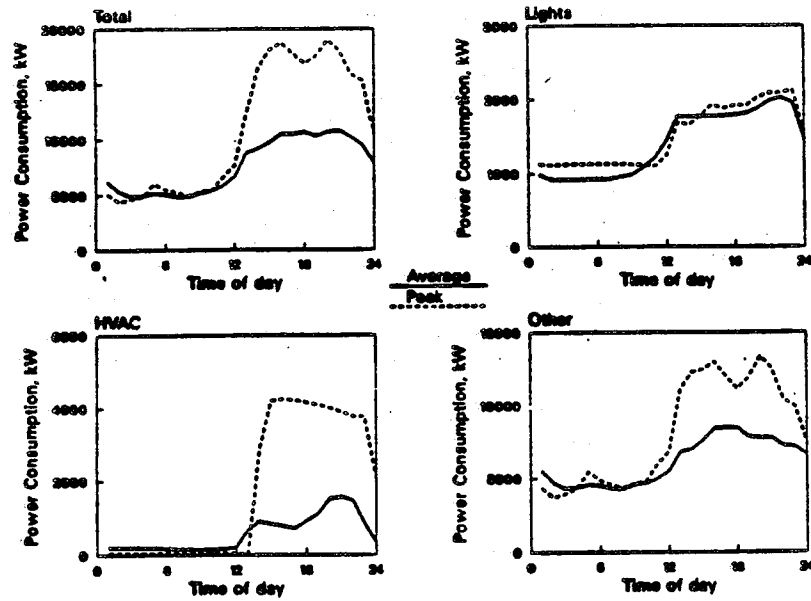 Total
Power Consumption, kW
20000
15000
10000
5000
0
0 6 12 18 24
Time of day
Lights
Power Consumption, kW
3000
2000
1000
0
0 6 12 18 24
Time of day
Average
Peak
HVAC
Power Consumption, kW
6000
4000
2000
0
0 6 12 18 24
Time of day
Other
Power Consumption, kW
15000
10000
5000
0
0 6 12 18 24
Time of day